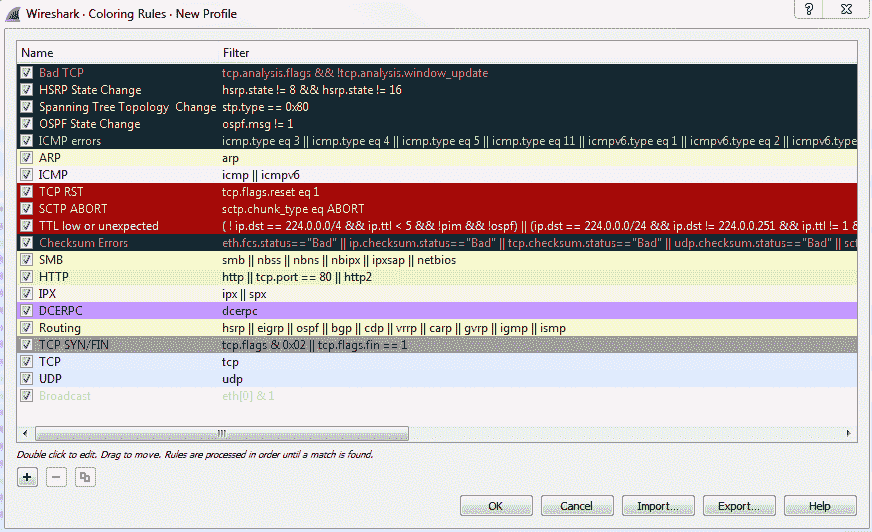 Wireshark · Coloring Rules · New Profile
Name Filter
Bad TCP tcp.analysis.flags && !tcp.analysis.window_update
HSRP State Change hsrp.state != 8 && hsrp.state != 16
Spanning Tree Topology Change stp.type == 0x80
OSPF State Change ospf.msg != 1
ICMP errors icmp.type eq 3 || icmp.type eq 4 || icmp.type eq 5 || icmp.type eq 11 || icmpv6.type eq 1 || icmpv6.type eq 2 || icmpv6.type
ARP arp
ICMP icmp || icmpv6
TCP RST tcp.flags.reset eq 1
SCTP ABORT sctp.chunk_type eq ABORT
TTL low or unexpected ( ! ip.dst == 224.0.0.0/4 && ip.ttl < 5 && !pim && !ospf) || (ip.dst == 224.0.0.0/24 && ip.dst != 224.0.0.251 && ip.ttl != 1 &
Checksum Errors eth.fcs.status=="Bad" || ip.checksum.status=="Bad" || tcp.checksum.status=="Bad" || udp.checksum.status=="Bad" || sct
SMB smb || nbss || nbns || nbipx || ipxsap || netbios
HTTP http || tcp.port == 80 || http2
IPX ipx || spx
DCERPC dcerpc
Routing hsrp || eigrp || ospf || bgp || cdp || vrrp || carp || gvrp || igmp || ismp
TCP SYN/FIN tcp.flags & 0x02 || tcp.flags.fin == 1
TCP tcp
UDP udp
Broadcast eth[0] & 1
Double click to edit. Drag to move. Rules are processed in order until a match is found.
OK Cancel Import... Export... Help